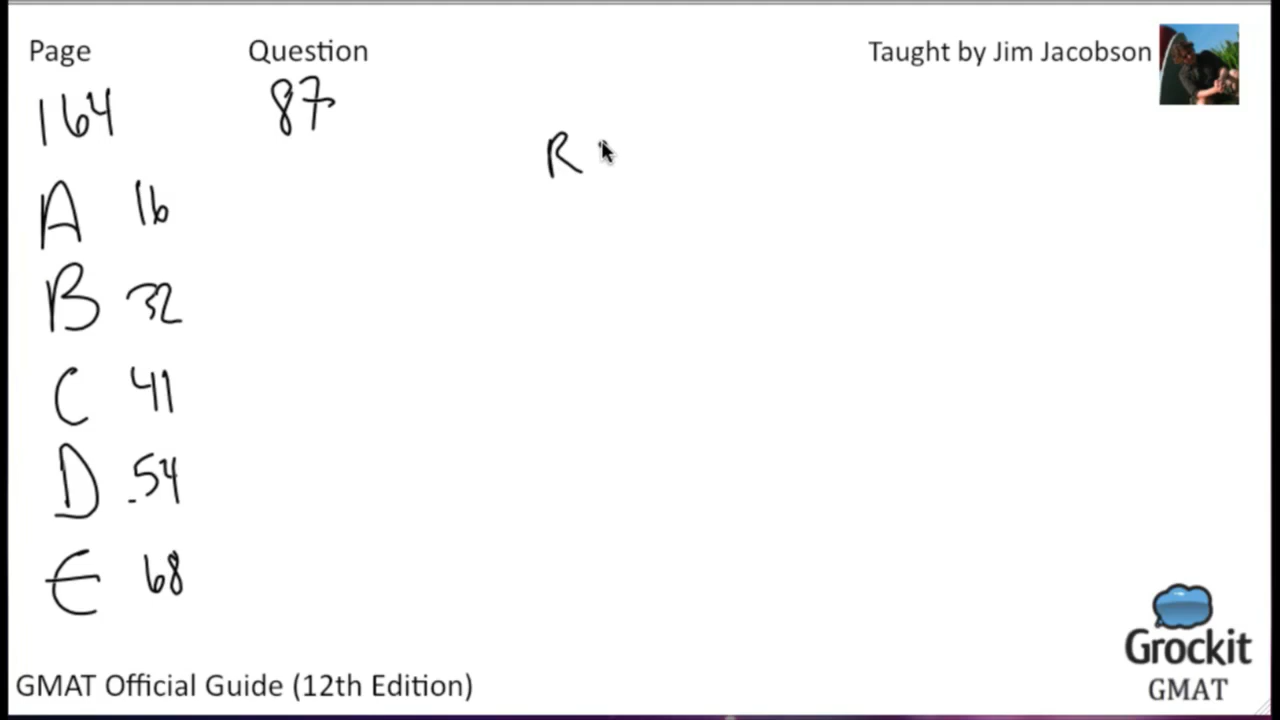 Page Question Taught by Jim Jacobson
164 87
R
A 16
B 32
C 41
D .54
E 68
Grockit
GMAT
GMAT Official Guide (12th Edition)